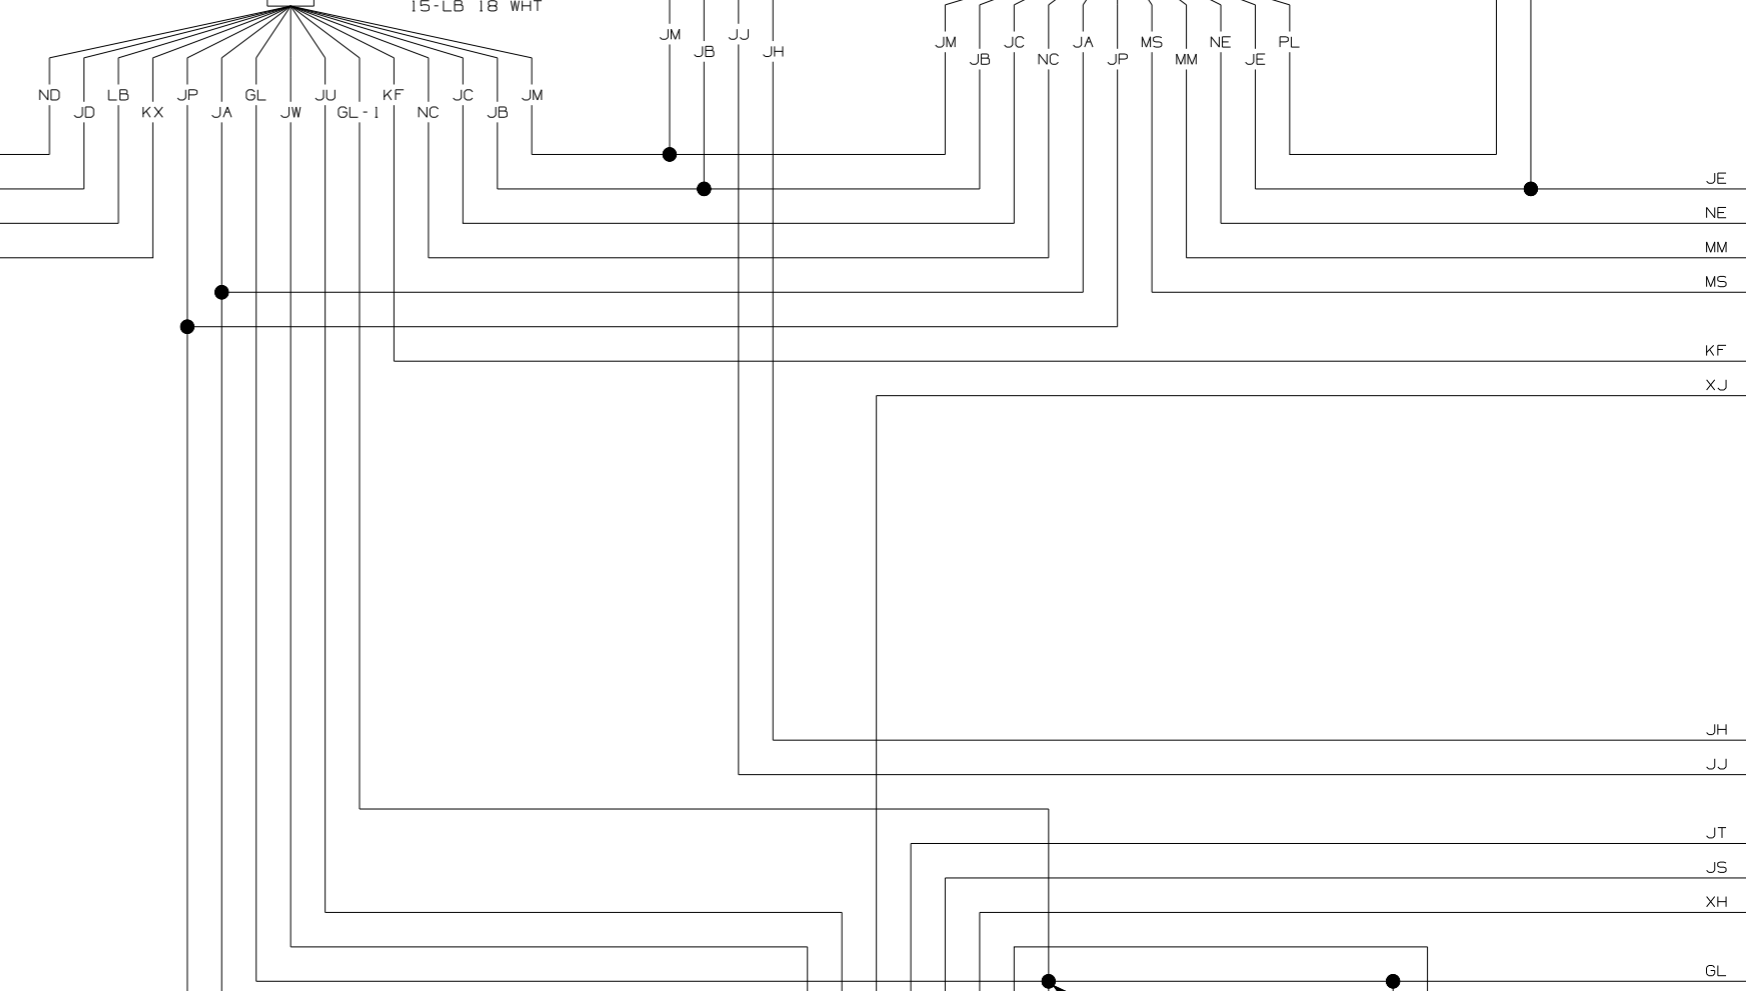 15-LB 18 WHT
JM JB JJ JH
JM JB JC NC JA JP MS MM NE JE PL
ND JD LB KX JP JA GL JW JU GL-1 KF NC JC JB JM
JE
NE
MM
MS
KF
XJ
JH
JJ
JT
JS
XH
GL